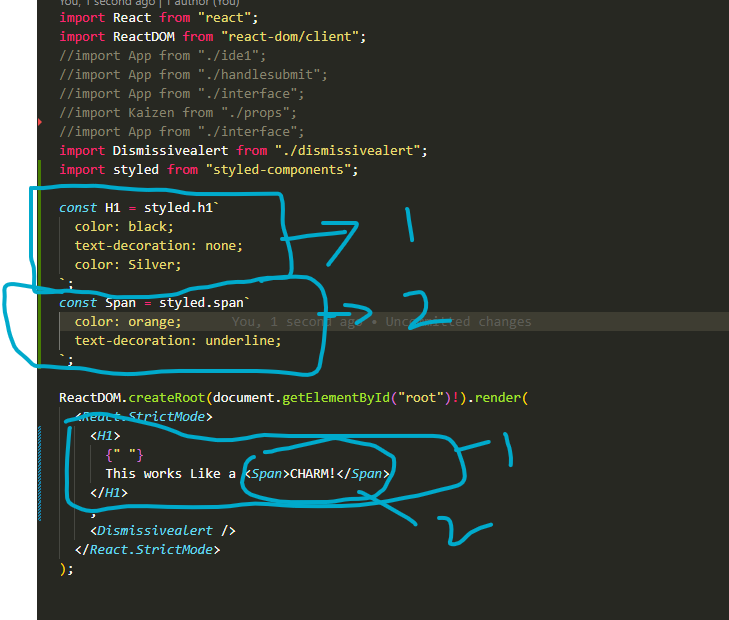 You, 1 second ago | 1 author (You)
import React from "react";
import ReactDOM from "react-dom/client";
//import App from "./ide1";
//import App from "./handlesubmit";
//import App from "./interface";
//import Kaizen from "./props";
//import App from "./interface";
import Dismissivealert from "./dismissivealert";
import styled from "styled-components";
const H1 = styled.h1`
color: black;
text-decoration: none;
color: Silver;
`;
1
const Span = styled.span`
color: orange; You, 1 second ago • Uncommitted changes
text-decoration: underline;
`;
2
ReactDOM.createRoot(document.getElementById("root")!).render(
<React.StrictMode>
<H1>
{" "}
This works Like a <Span>CHARM!</Span>
</H1>
;
<Dismissivealert />
</React.StrictMode>
);
1
2